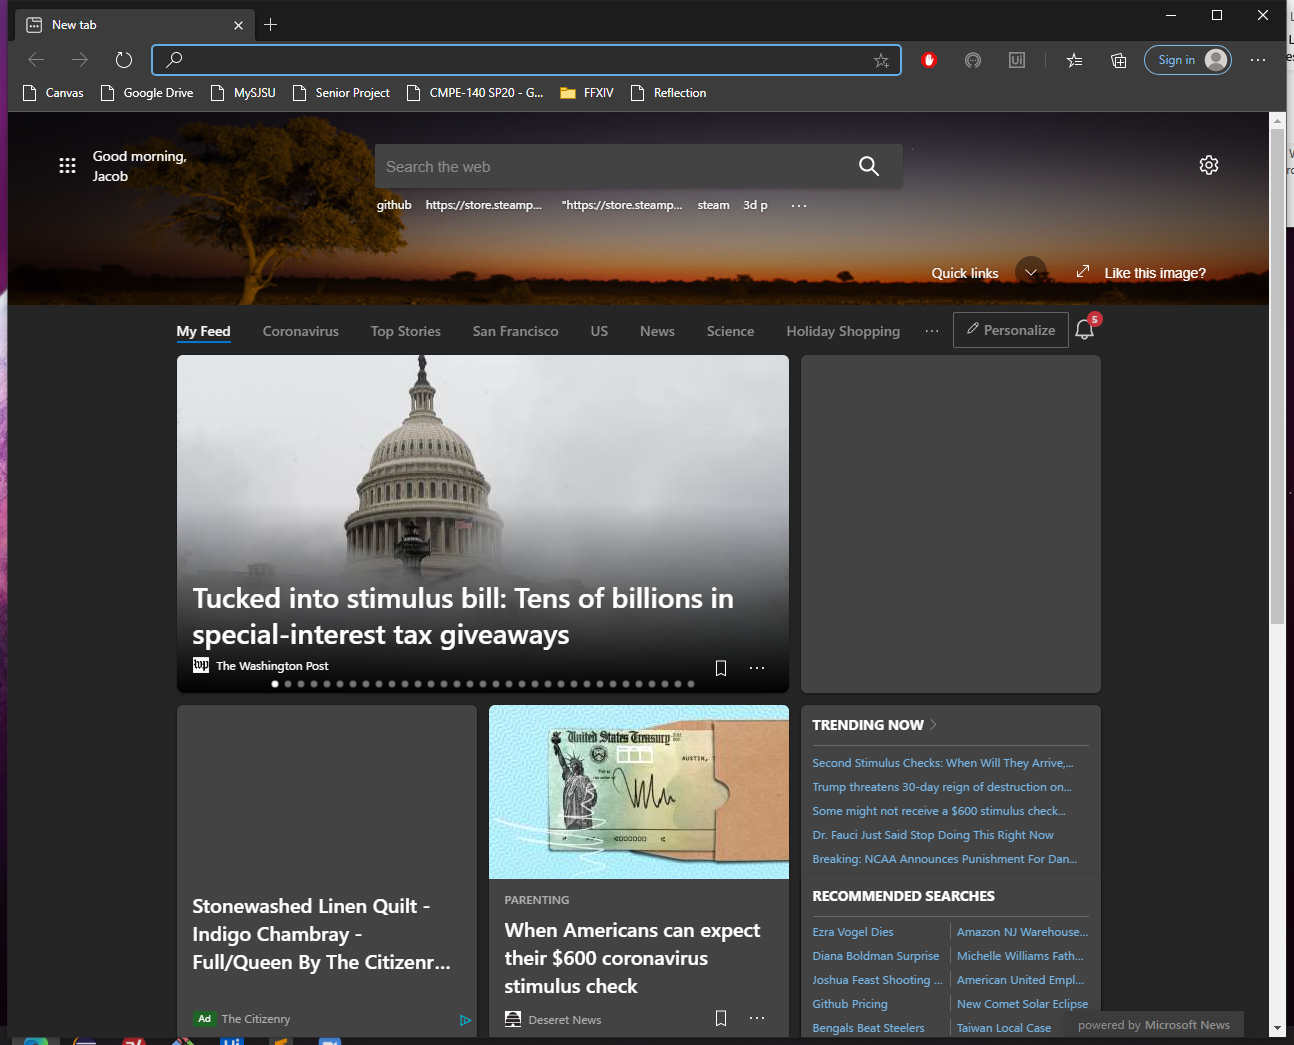 New tab
Sign in
Canvas
Google Drive
MySJSU
Senior Project
CMPE-140 SP20 - G...
FFXIV
Reflection
Good morning,
Jacob
Search the web
github
https://store.steamp...
"https://store.steamp...
steam
3d p
Quick links
Like this image?
My Feed
Coronavirus
Top Stories
San Francisco
US
News
Science
Holiday Shopping
Personalize
5
Tucked into stimulus bill: Tens of billions in
special-interest tax giveaways
wp The Washington Post
Stonewashed Linen Quilt -
Indigo Chambray -
Full/Queen By The Citizenr...
Ad The Citizenry
United States Treasury
AUSTIN,
PARENTING
When Americans can expect
their $600 coronavirus
stimulus check
Deseret News
TRENDING NOW
Second Stimulus Checks: When Will They Arrive,...
Trump threatens 30-day reign of destruction on...
Some might not receive a $600 stimulus check...
Dr. Fauci Just Said Stop Doing This Right Now
Breaking: NCAA Announces Punishment For Dan...
RECOMMENDED SEARCHES
Ezra Vogel Dies
Amazon NJ Warehouse...
Diana Boldman Surprise
Michelle Williams Fath...
Joshua Feast Shooting ...
American United Empl...
Github Pricing
New Comet Solar Eclipse
Bengals Beat Steelers
Taiwan Local Case
powered by Microsoft News